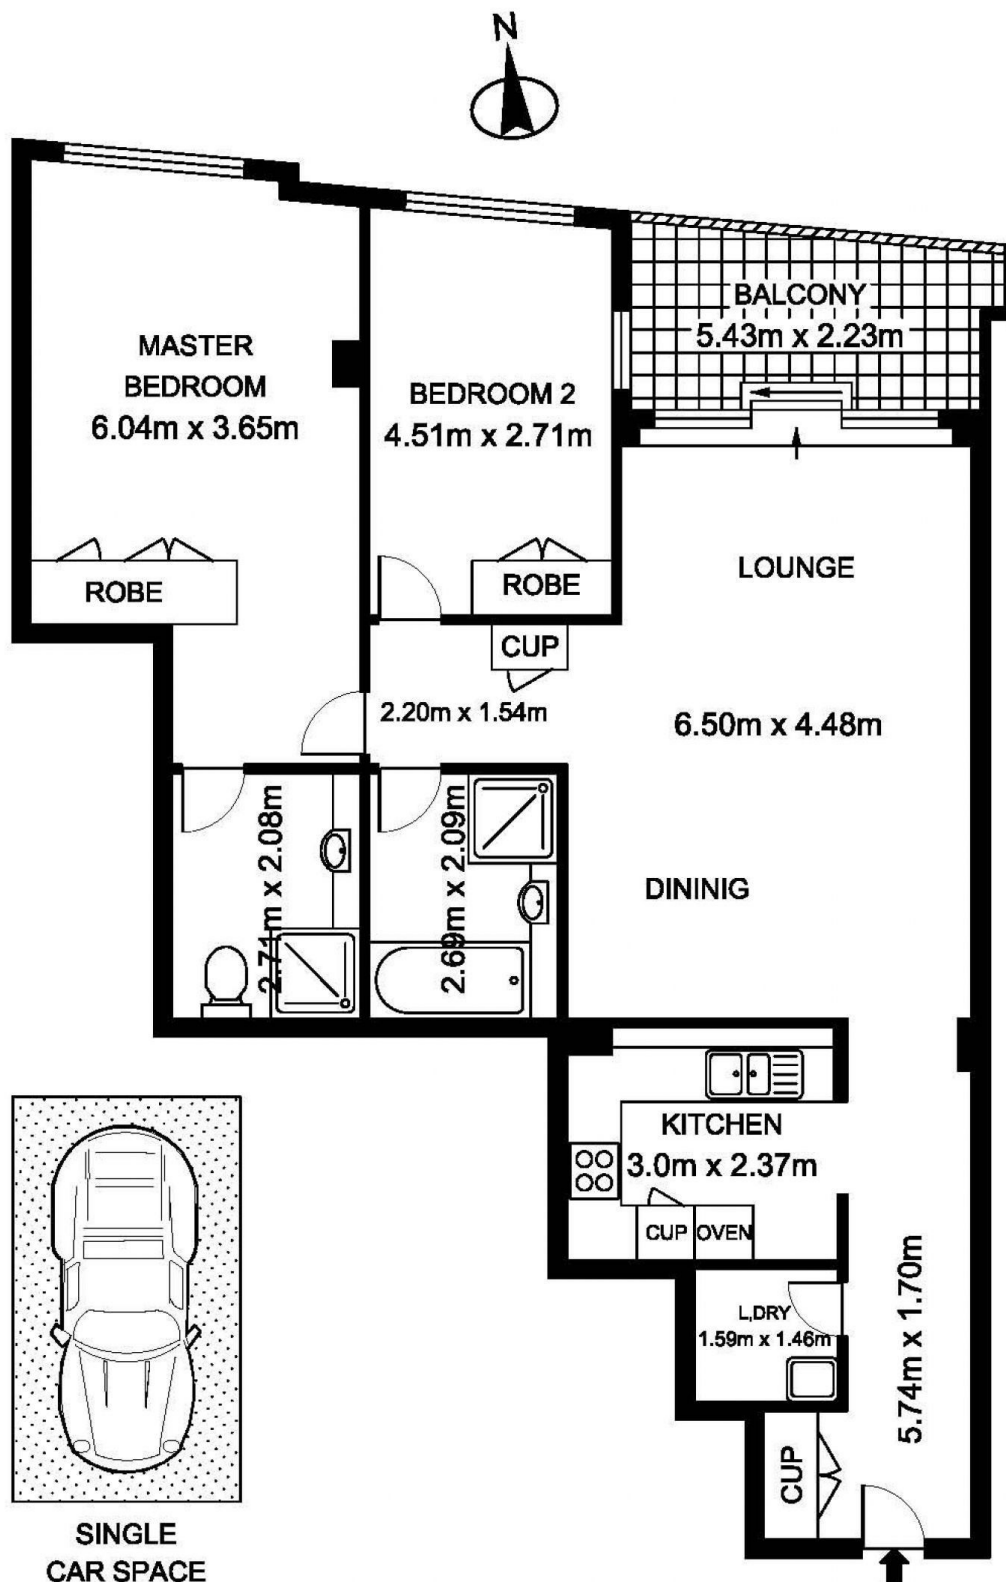 N
BALCONY
5.43m x 2.23m
MASTER
BEDROOM
6.04m x 3.65m
BEDROOM 2
4.51m x 2.71m
LOUNGE
ROBE
ROBE
CUP
2.20m x 1.54m
6.50m x 4.48m
2.71m x 2.08m
2.69m x 2.09m
DININIG
KITCHEN
3.0m x 2.37m
CUP
OVEN
L,DRY
1.59m x 1.46m
5.74m x 1.70m
CUP
SINGLE
CAR SPACE